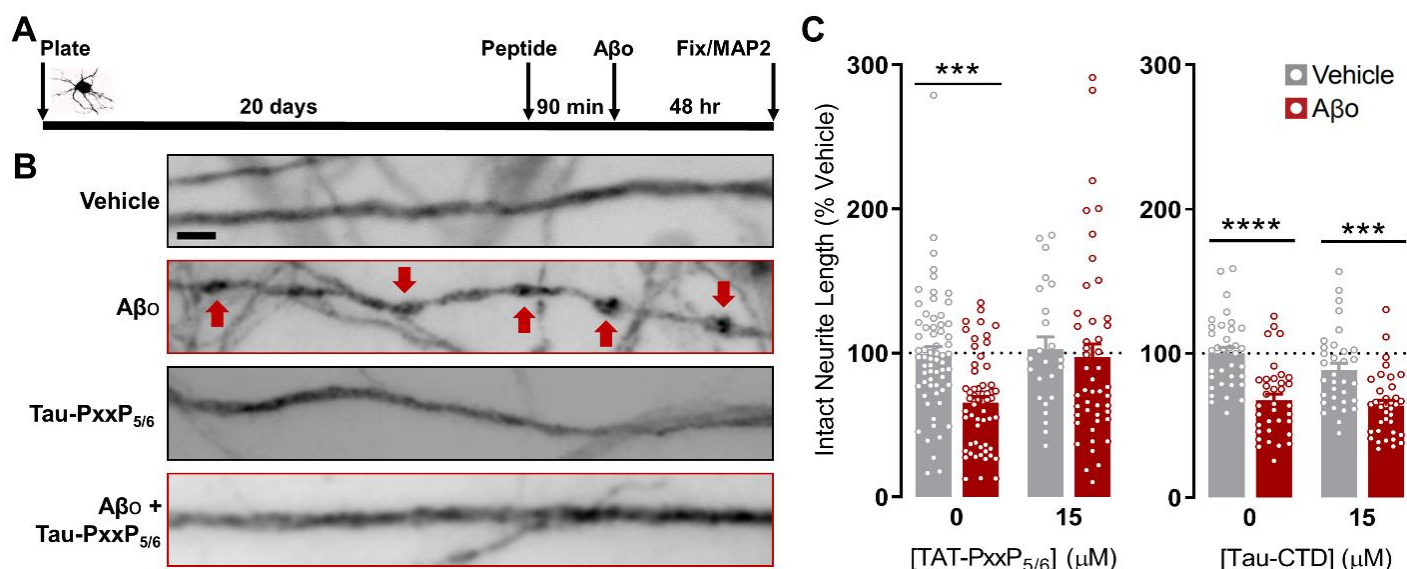 A
Plate
Peptide
Aβo
Fix/MAP2
20 days
90 min
48 hr
B
Vehicle
Aβo
Tau-PxxP5/6
Aβo +
Tau-PxxP5/6
C
Intact Neurite Length (% Vehicle)
300
200
100
0
***
0
15
[TAT-PxxP5/6] (μM)
300
200
100
0
****
***
Vehicle
Aβo
0
15
[Tau-CTD] (μM)